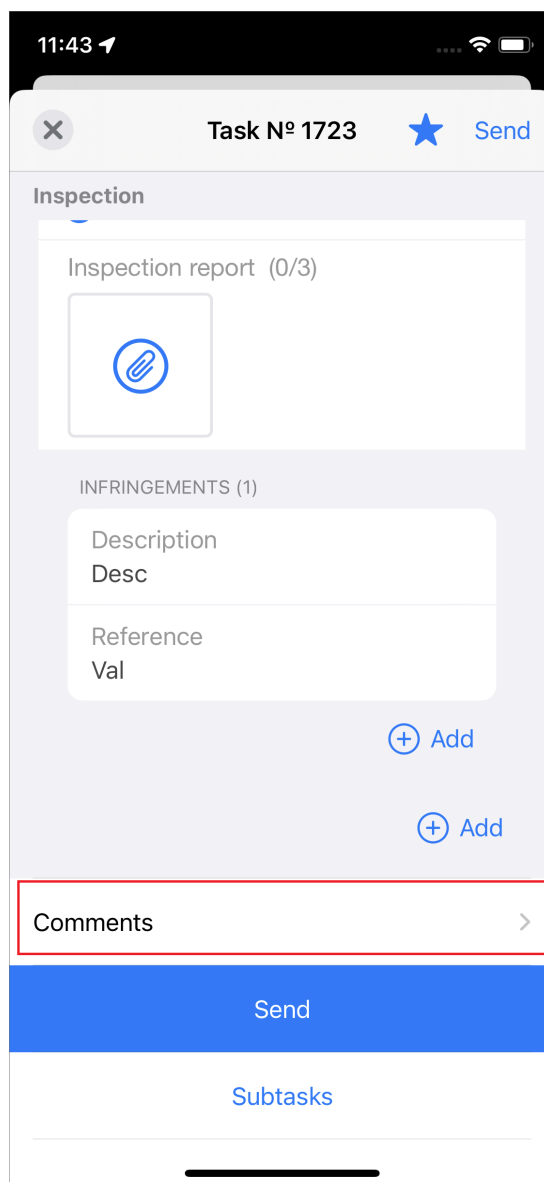 11:43
Task Nº 1723
Send
Inspection
Inspection report (0/3)
INFRINGEMENTS (1)
Description
Desc
Reference
Val
Add
Add
Comments
Send
Subtasks